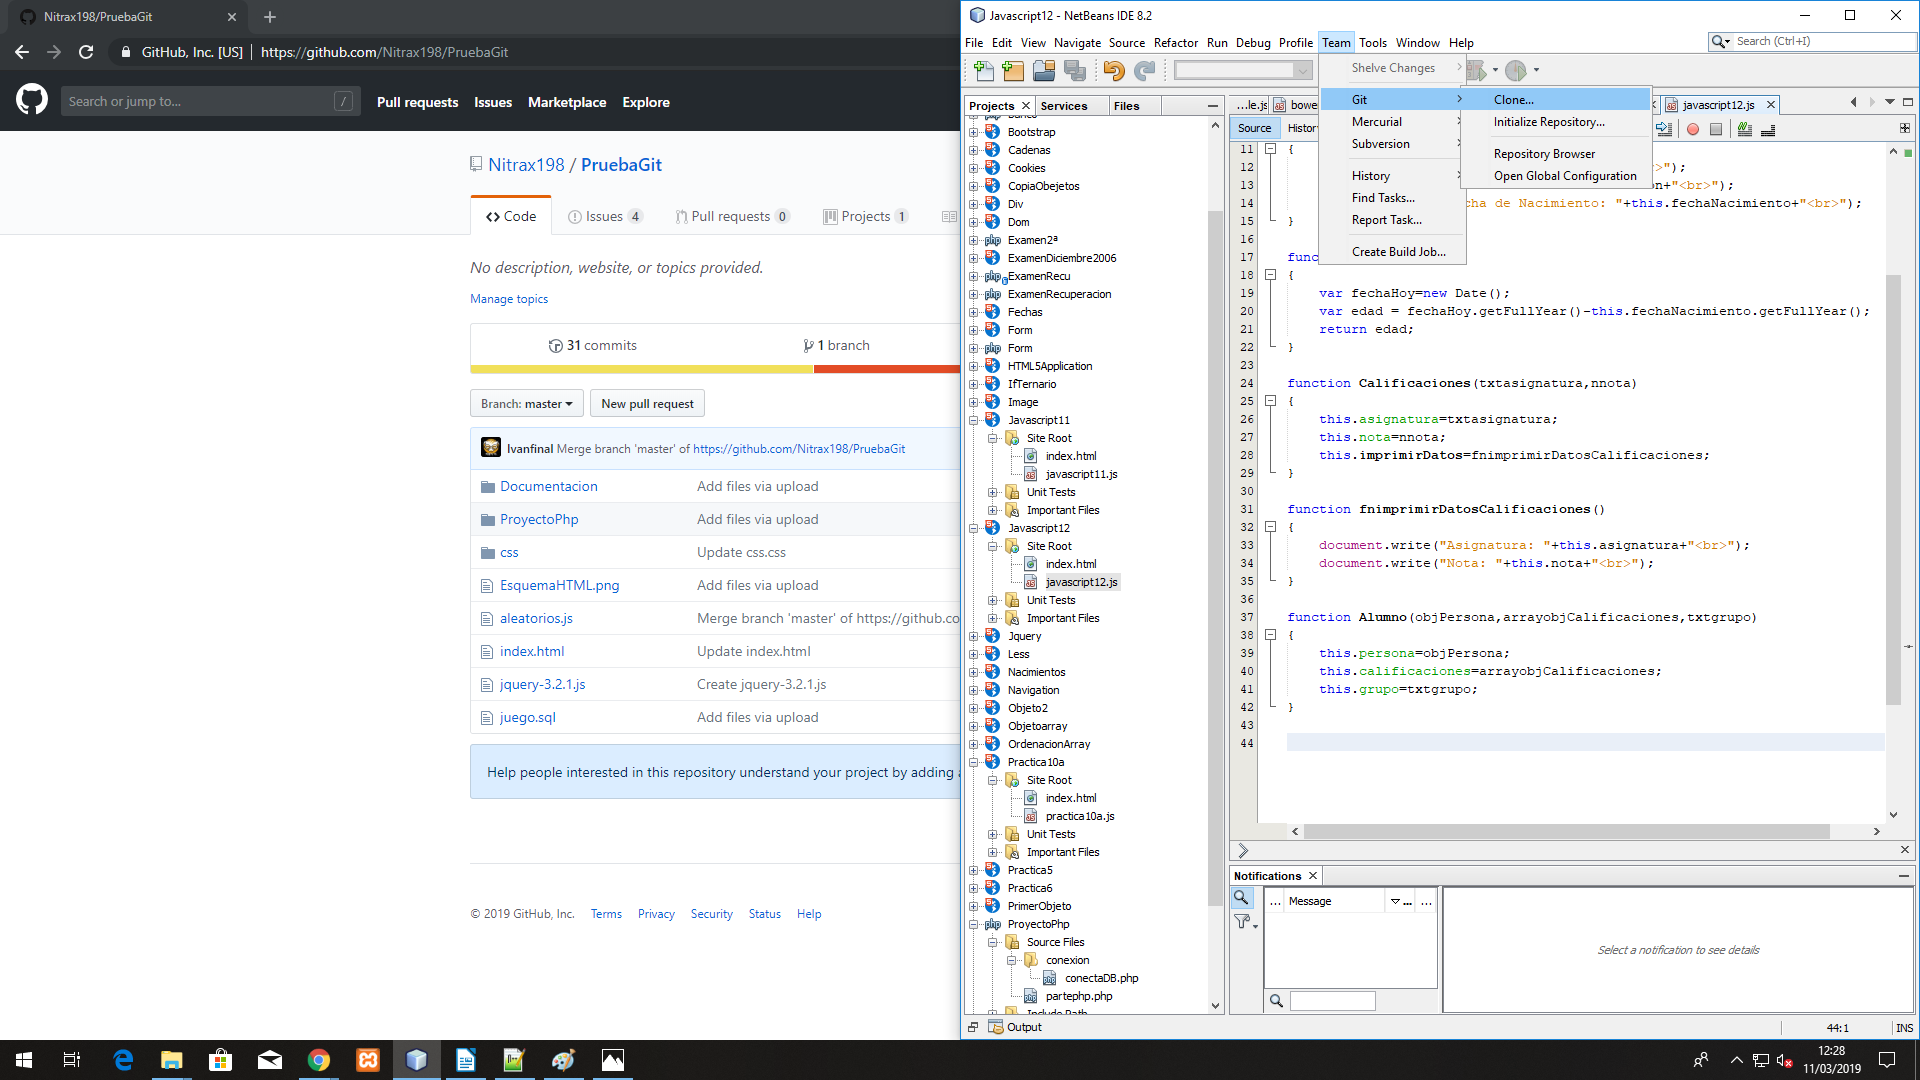 Nitrax198/PruebaGit
GitHub, Inc. [US]
https://github.com/Nitrax198/PruebaGit
Search or jump to...
/
Pull requests
Issues
Marketplace
Explore
Nitrax198 / PruebaGit
Code
Issues 4
Pull requests 0
Projects 1
No description, website, or topics provided.
Manage topics
31 commits
1 branch
Branch: master
New pull request
Ivanfinal Merge branch 'master' of https://github.com/Nitrax198/PruebaGit
Documentacion Add files via upload
ProyectoPhp Add files via upload
css Update css.css
EsquemaHTML.png Add files via upload
aleatorios.js Merge branch 'master' of https://github.co
index.html Update index.html
jquery-3.2.1.js Create jquery-3.2.1.js
juego.sql Add files via upload
Help people interested in this repository understand your project by adding a
© 2019 GitHub, Inc. Terms Privacy Security Status Help
Javascript12 - NetBeans IDE 8.2
File Edit View Navigate Source Refactor Run Debug Profile Team Tools Window Help
Search (Ctrl+I)
Shelve Changes
Git
Mercurial
Subversion
History
Find Tasks...
Report Task...
Create Build Job...
Clone...
Initialize Repository...
Repository Browser
Open Global Configuration
Projects
Services
Files
Bootstrap
Cadenas
Cookies
CopiaObejetos
Div
Dom
Examen2ª
ExamenDiciembre2006
ExamenRecu
ExamenRecuperacion
Fechas
Form
Form
HTML5Application
IfTernario
Image
Javascript11
Site Root
index.html
javascript11.js
Unit Tests
Important Files
Javascript12
Site Root
index.html
javascript12.js
Unit Tests
Important Files
Jquery
Less
Nacimientos
Navigation
Objeto2
Objetoarray
OrdenacionArray
Practica10a
Site Root
index.html
practica10a.js
Unit Tests
Important Files
Practica5
Practica6
PrimerObjeto
ProyectoPhp
Source Files
conexion
conectaDB.php
partephp.php
Include Path
...le.js
bowe
javascript12.js
Source
Histor
11 {
12 >");
13 n+"<br>");
14 cha de Nacimiento: "+this.fechaNacimiento+"<br>");
15 }
16
17 func
18 {
19 var fechaHoy=new Date();
20 var edad = fechaHoy.getFullYear()-this.fechaNacimiento.getFullYear();
21 return edad;
22 }
23
24 function Calificaciones(txtasignatura,nnota)
25 {
26 this.asignatura=txtasignatura;
27 this.nota=nnota;
28 this.imprimirDatos=fnimprimirDatosCalificaciones;
29 }
30
31 function fnimprimirDatosCalificaciones()
32 {
33 document.write("Asignatura: "+this.asignatura+"<br>");
34 document.write("Nota: "+this.nota+"<br>");
35 }
36
37 function Alumno(objPersona,arrayobjCalificaciones,txtgrupo)
38 {
39 this.persona=objPersona;
40 this.calificaciones=arrayobjCalificaciones;
41 this.grupo=txtgrupo;
42 }
43
44
Notifications
... Message ... ...
Select a notification to see details
Output
44:1
INS
12:28
11/03/2019